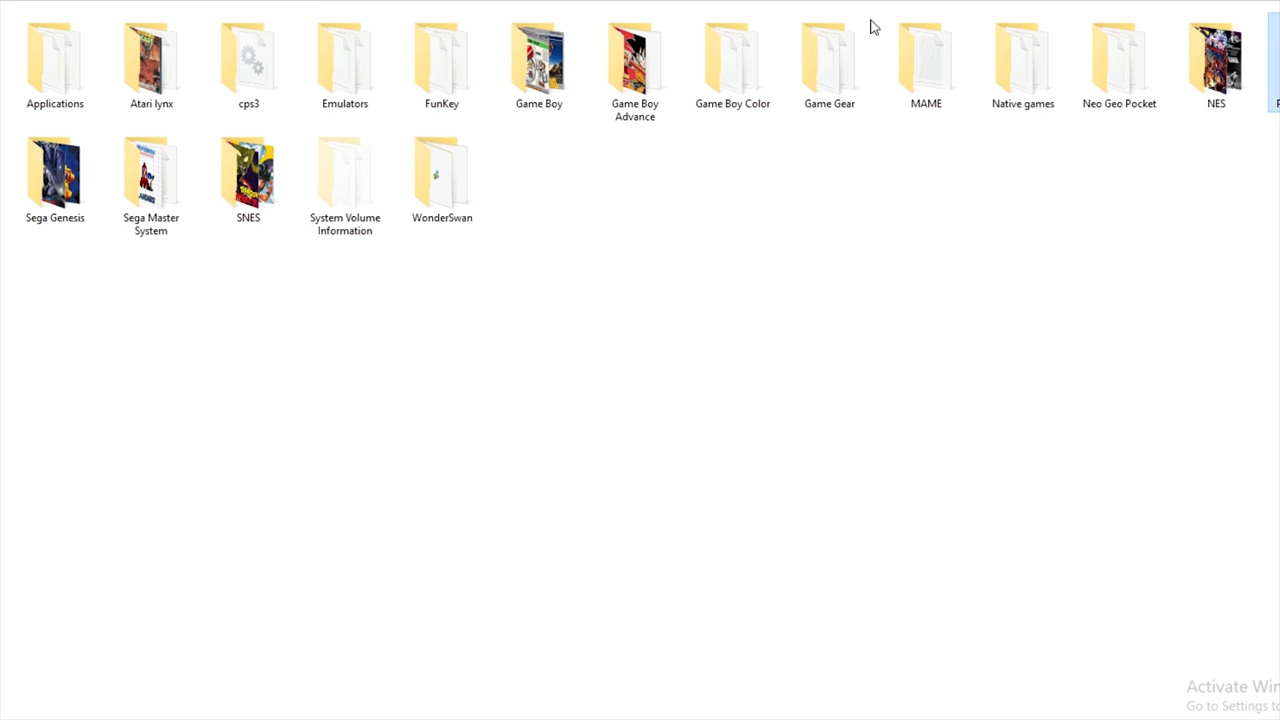 Applications
Atari lynx
cps3
Emulators
FunKey
Game Boy
Game Boy
Advance
Game Boy Color
Game Gear
MAME
Native games
Neo Geo Pocket
NES
Sega Genesis
Sega Master
System
SNES
System Volume
Information
WonderSwan
Activate Win
Go to Settings to